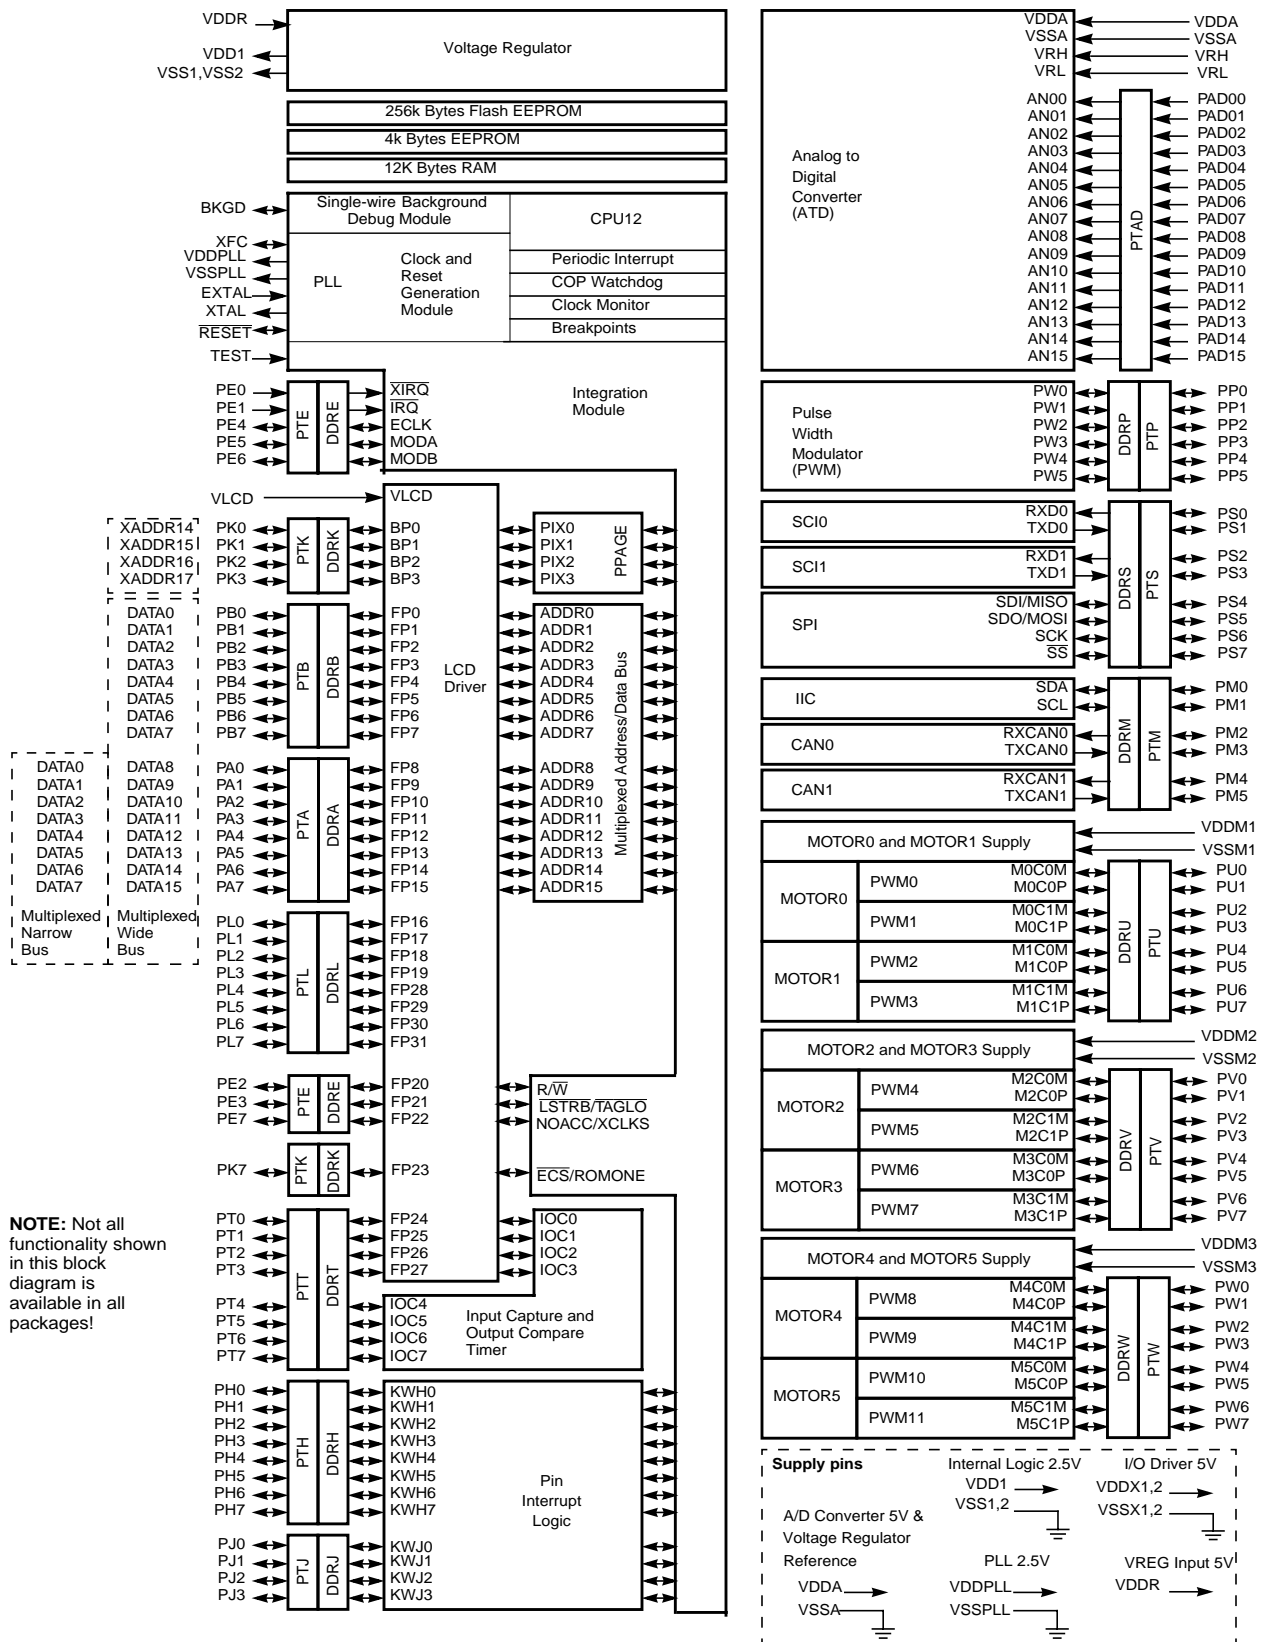 VDDR
VDD1
VSS1,VSS2
Voltage Regulator
256k Bytes Flash EEPROM
4k Bytes EEPROM
12K Bytes RAM
BKGD
XFC
VDDPLL
VSSPLL
EXTAL
XTAL
RESET
TEST
Single-wire Background
Debug Module
CPU12
PLL
Clock and
Reset
Generation
Module
Periodic Interrupt
COP Watchdog
Clock Monitor
Breakpoints
Integration
Module
PE0
PE1
PE4
PE5
PE6
PTE
DDRE
XIRQ
IRQ
ECLK
MODA
MODB
VLCD
VLCD
XADDR14
XADDR15
XADDR16
XADDR17
PK0
PK1
PK2
PK3
PTK
DDRK
BP0
BP1
BP2
BP3
PIX0
PIX1
PIX2
PIX3
PPAGE
DATA0
DATA1
DATA2
DATA3
DATA4
DATA5
DATA6
DATA7
PB0
PB1
PB2
PB3
PB4
PB5
PB6
PB7
PTB
DDRB
FP0
FP1
FP2
FP3
FP4
FP5
FP6
FP7
LCD
Driver
ADDR0
ADDR1
ADDR2
ADDR3
ADDR4
ADDR5
ADDR6
ADDR7
Multiplexed Address/Data Bus
DATA0
DATA1
DATA2
DATA3
DATA4
DATA5
DATA6
DATA7
Multiplexed
Narrow
Bus
DATA8
DATA9
DATA10
DATA11
DATA12
DATA13
DATA14
DATA15
Multiplexed
Wide
Bus
PA0
PA1
PA2
PA3
PA4
PA5
PA6
PA7
PTA
DDRA
FP8
FP9
FP10
FP11
FP12
FP13
FP14
FP15
ADDR8
ADDR9
ADDR10
ADDR11
ADDR12
ADDR13
ADDR14
ADDR15
PL0
PL1
PL2
PL3
PL4
PL5
PL6
PL7
PTL
DDRL
FP16
FP17
FP18
FP19
FP28
FP29
FP30
FP31
PE2
PE3
PE7
PTE
DDRE
FP20
FP21
FP22
R/W
LSTRB/TAGLO
NOACC/XCLKS
PK7
PTK
DDRK
FP23
ECS/ROMONE
NOTE: Not all
functionality shown
in this block
diagram is
available in all
packages!
PT0
PT1
PT2
PT3
PT4
PT5
PT6
PT7
PTT
DDRT
FP24
FP25
FP26
FP27
IOC0
IOC1
IOC2
IOC3
IOC4
IOC5
IOC6
IOC7
Input Capture and
Output Compare
Timer
PH0
PH1
PH2
PH3
PH4
PH5
PH6
PH7
PTH
DDRH
KWH0
KWH1
KWH2
KWH3
KWH4
KWH5
KWH6
KWH7
Pin
Interrupt
Logic
PJ0
PJ1
PJ2
PJ3
PTJ
DDRJ
KWJ0
KWJ1
KWJ2
KWJ3
Analog to
Digital
Converter
(ATD)
VDDA
VSSA
VRH
VRL
VDDA
VSSA
VRH
VRL
AN00
AN01
AN02
AN03
AN04
AN05
AN06
AN07
AN08
AN09
AN10
AN11
AN12
AN13
AN14
AN15
PTAD
PAD00
PAD01
PAD02
PAD03
PAD04
PAD05
PAD06
PAD07
PAD08
PAD09
PAD10
PAD11
PAD12
PAD13
PAD14
PAD15
Pulse
Width
Modulator
(PWM)
PW0
PW1
PW2
PW3
PW4
PW5
DDRP
PTP
PP0
PP1
PP2
PP3
PP4
PP5
SCI0
RXD0
TXD0
SCI1
RXD1
TXD1
SPI
SDI/MISO
SDO/MOSI
SCK
SS
DDRS
PTS
PS0
PS1
PS2
PS3
PS4
PS5
PS6
PS7
IIC
SDA
SCL
CAN0
RXCAN0
TXCAN0
CAN1
RXCAN1
TXCAN1
DDRM
PTM
PM0
PM1
PM2
PM3
PM4
PM5
MOTOR0 and MOTOR1 Supply
VDDM1
VSSM1
MOTOR0
PWM0
M0C0M
M0C0P
PWM1
M0C1M
M0C1P
MOTOR1
PWM2
M1C0M
M1C0P
PWM3
M1C1M
M1C1P
DDRU
PTU
PU0
PU1
PU2
PU3
PU4
PU5
PU6
PU7
MOTOR2 and MOTOR3 Supply
VDDM2
VSSM2
MOTOR2
PWM4
M2C0M
M2C0P
PWM5
M2C1M
M2C1P
MOTOR3
PWM6
M3C0M
M3C0P
PWM7
M3C1M
M3C1P
DDRV
PTV
PV0
PV1
PV2
PV3
PV4
PV5
PV6
PV7
MOTOR4 and MOTOR5 Supply
VDDM3
VSSM3
MOTOR4
PWM8
M4C0M
M4C0P
PWM9
M4C1M
M4C1P
MOTOR5
PWM10
M5C0M
M5C0P
PWM11
M5C1M
M5C1P
DDRW
PTW
PW0
PW1
PW2
PW3
PW4
PW5
PW6
PW7
Supply pins
Internal Logic 2.5V
VDD1
VSS1,2
I/O Driver 5V
VDDX1,2
VSSX1,2
A/D Converter 5V &
Voltage Regulator
Reference
VDDA
VSSA
PLL 2.5V
VDDPLL
VSSPLL
VREG Input 5V
VDDR